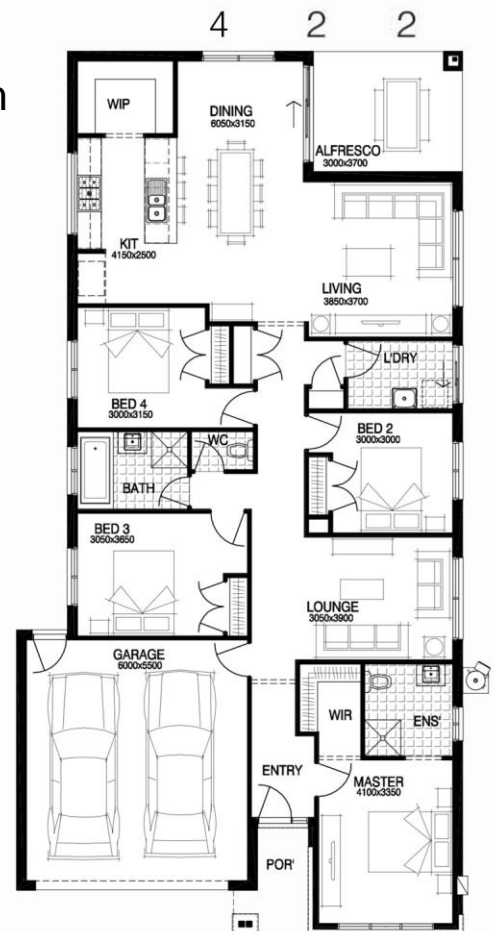 4 2 2
n
WIP
DINING
6050x3150
ALFRESCO
3000x3700
KIT
4150x2500
LIVING
3850x3700
L'DRY
BED 4
3000x3150
WC
BED 2
3000x3000
BATH
BED 3
3050x3650
LOUNGE
3050x3900
GARAGE
6000x5500
WIR
ENS'
ENTRY
MASTER
4100x3350
POR'